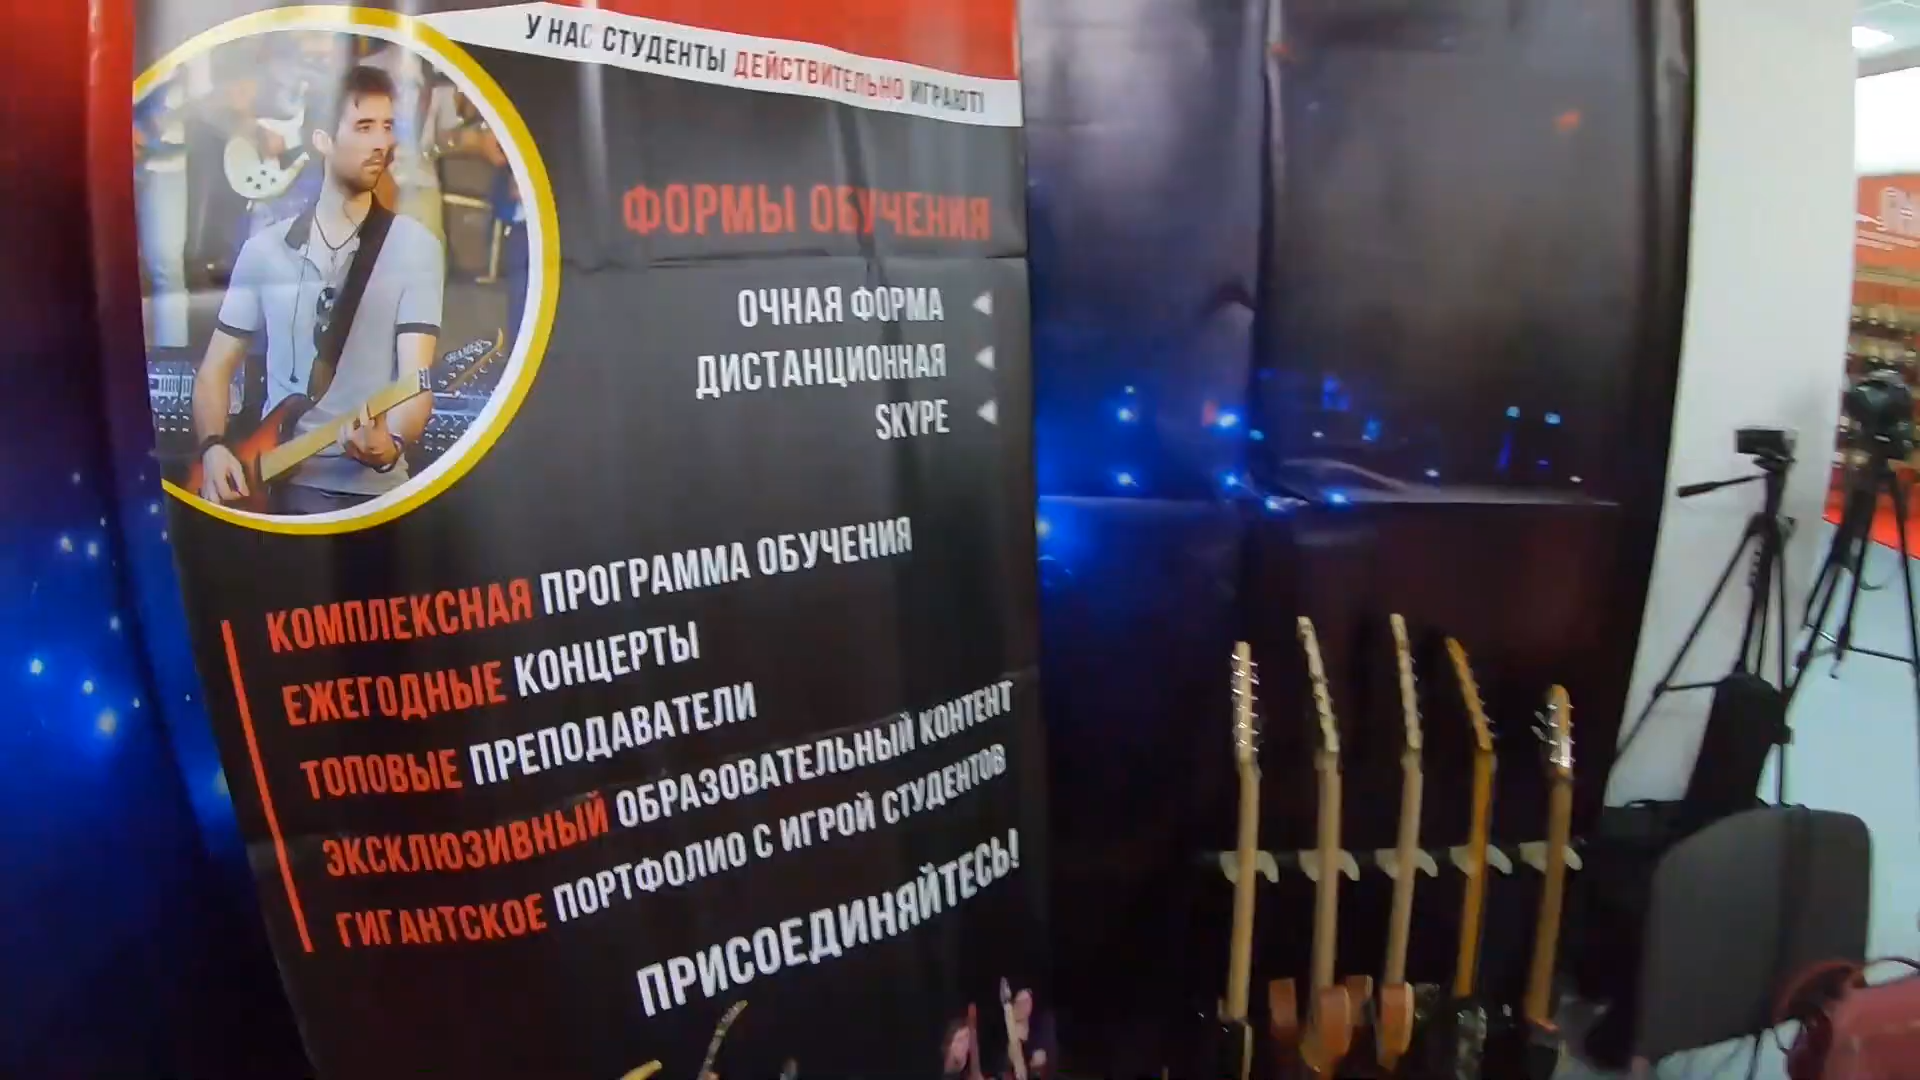 У НАС СТУДЕНТЫ ДЕЙСТВИТЕЛЬНО ИГРАЮТ!
ФОРМЫ ОБУЧЕНИЯ
ОЧНАЯ ФОРМА
ДИСТАНЦИОННАЯ
SKYPE
КОМПЛЕКСНАЯ ПРОГРАММА ОБУЧЕНИЯ
ЕЖЕГОДНЫЕ КОНЦЕРТЫ
ТОПОВЫЕ ПРЕПОДАВАТЕЛИ
ЭКСКЛЮЗИВНЫЙ ОБРАЗОВАТЕЛЬНЫЙ КОНТЕНТ
ГИГАНТСКОЕ ПОРТФОЛИО С ИГРОЙ СТУДЕНТОВ
ПРИСОЕДИНЯЙТЕСЬ!